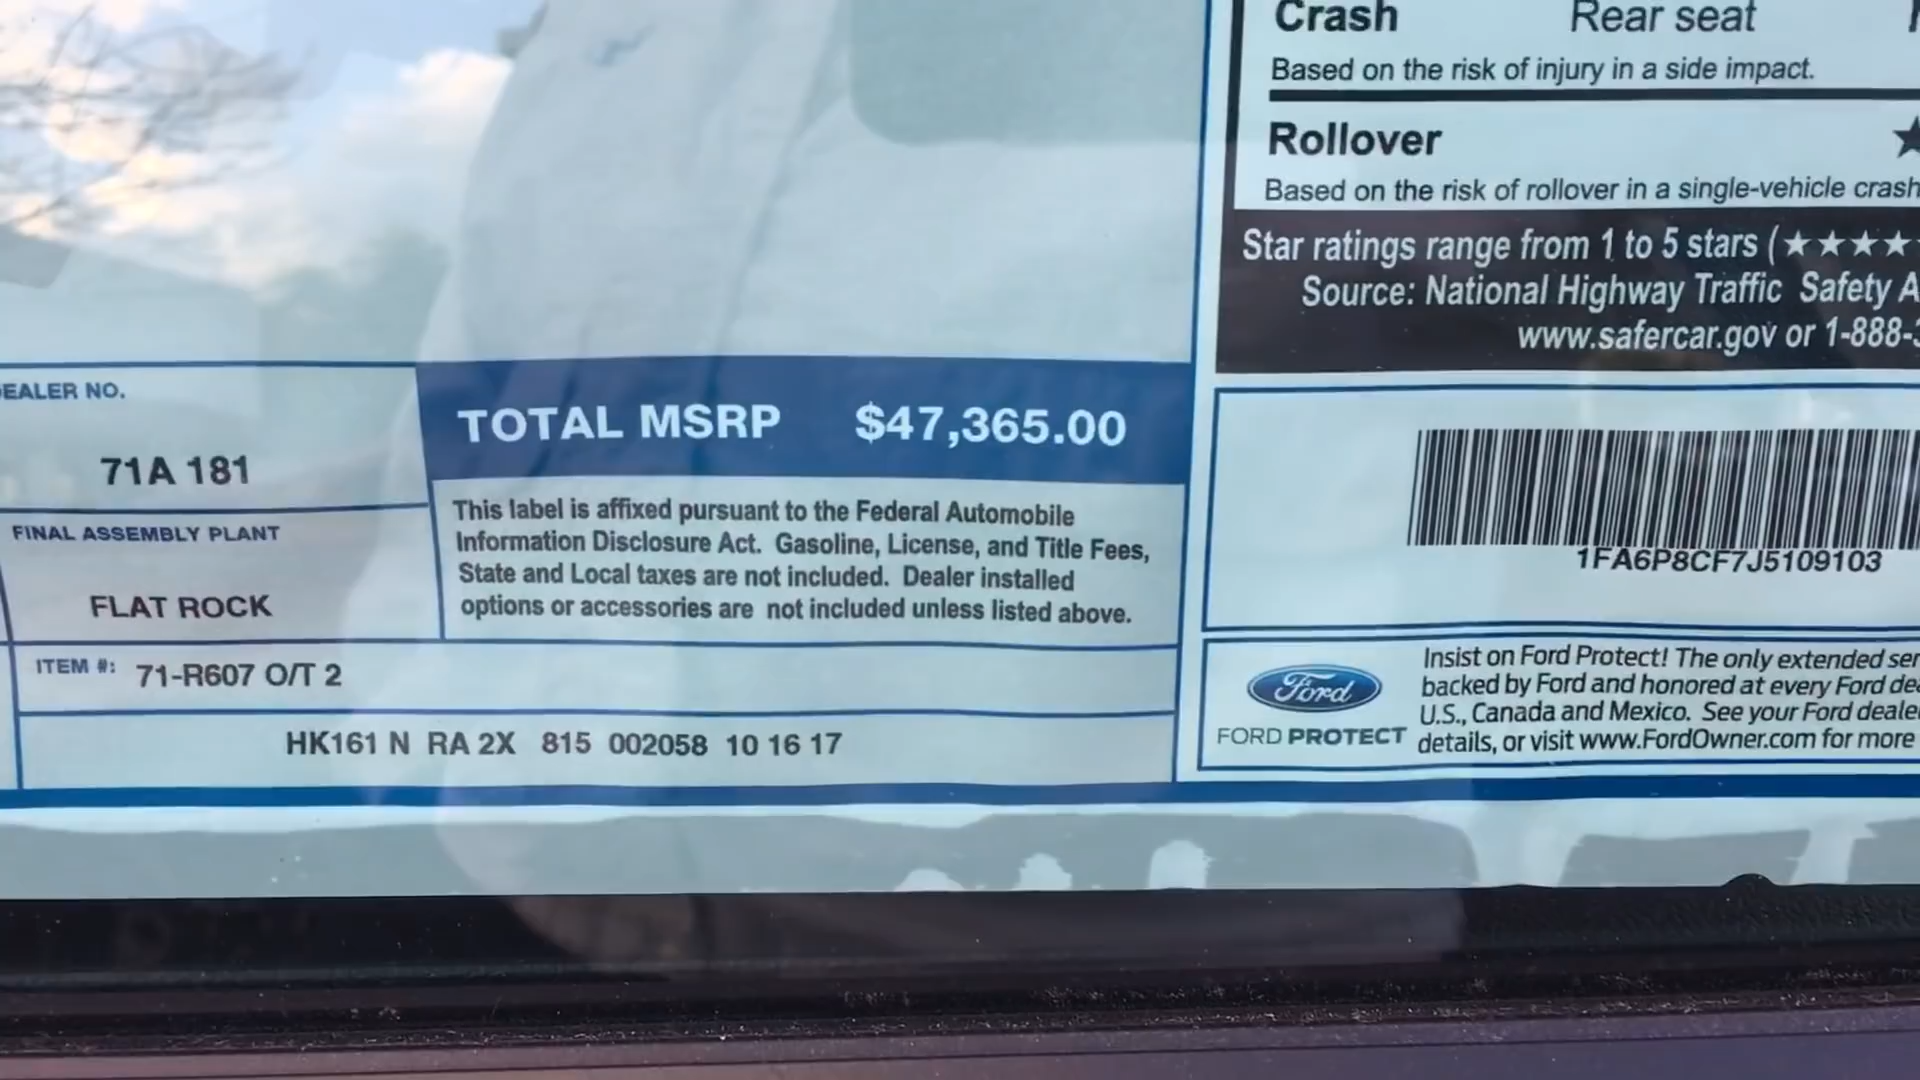 Crash Rear seat
Based on the risk of injury in a side impact.
Rollover ★
Based on the risk of rollover in a single-vehicle crash
Star ratings range from 1 to 5 stars (★★★★
Source: National Highway Traffic Safety A
www.safercar.gov or 1-888-
EALER NO.
71A 181
TOTAL MSRP $47,365.00
This label is affixed pursuant to the Federal Automobile
Information Disclosure Act. Gasoline, License, and Title Fees,
State and Local taxes are not included. Dealer installed
options or accessories are not included unless listed above.
FINAL ASSEMBLY PLANT
FLAT ROCK
ITEM #: 71-R607 O/T 2
HK161 N RA 2X 815 002058 10 16 17
1FA6P8CF7J5109103
Ford
FORD PROTECT
Insist on Ford Protect! The only extended ser
backed by Ford and honored at every Ford dea
U.S., Canada and Mexico. See your Ford dealer
details, or visit www.FordOwner.com for more